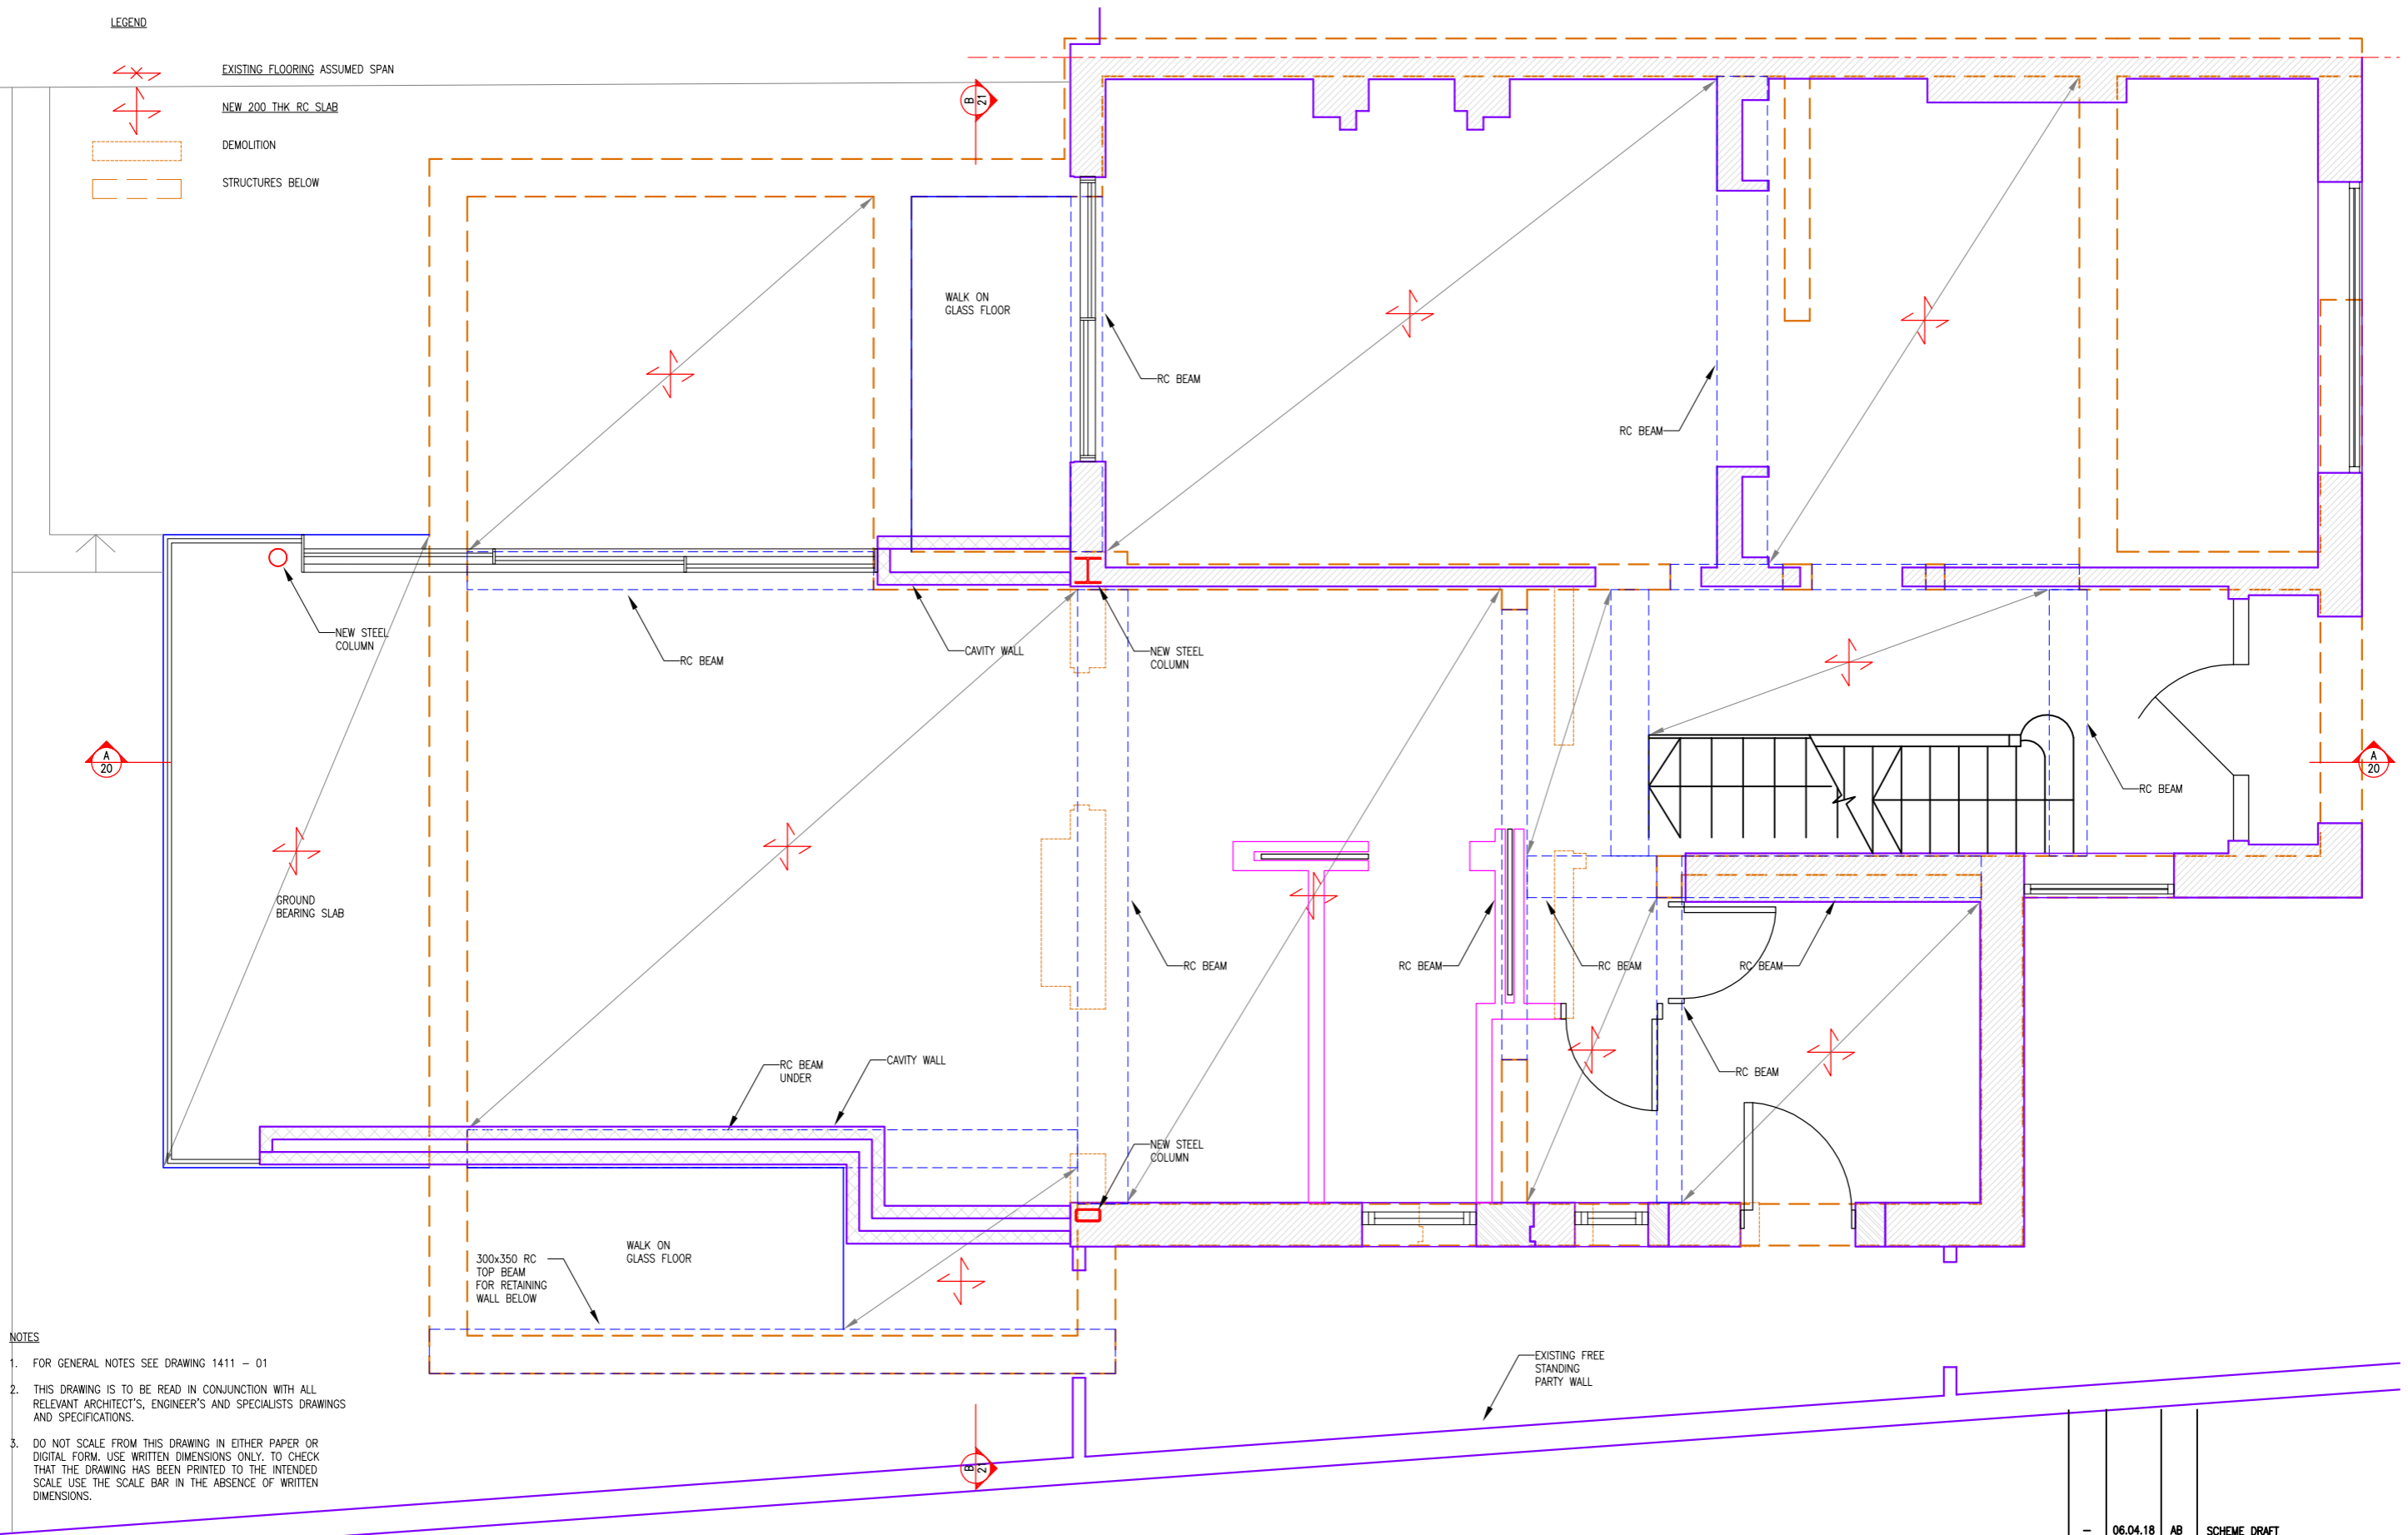 LEGEND
EXISTING FLOORING ASSUMED SPAN
NEW 200 THK RC SLAB
DEMOLITION
STRUCTURES BELOW
B
21
WALK ON
GLASS FLOOR
RC BEAM
RC BEAM
NEW STEEL
COLUMN
RC BEAM
CAVITY WALL
NEW STEEL
COLUMN
A
20
A
20
RC BEAM
GROUND
BEARING SLAB
RC BEAM
RC BEAM
RC BEAM
RC BEAM
RC BEAM
UNDER
CAVITY WALL
RC BEAM
NEW STEEL
COLUMN
300x350 RC
TOP BEAM
FOR RETAINING
WALL BELOW
WALK ON
GLASS FLOOR
EXISTING FREE
STANDING
PARTY WALL
NOTES
1. FOR GENERAL NOTES SEE DRAWING 1411 - 01
2. THIS DRAWING IS TO BE READ IN CONJUNCTION WITH ALL
RELEVANT ARCHITECT'S, ENGINEER'S AND SPECIALISTS DRAWINGS
AND SPECIFICATIONS.
3. DO NOT SCALE FROM THIS DRAWING IN EITHER PAPER OR
DIGITAL FORM. USE WRITTEN DIMENSIONS ONLY. TO CHECK
THAT THE DRAWING HAS BEEN PRINTED TO THE INTENDED
SCALE USE THE SCALE BAR IN THE ABSENCE OF WRITTEN
DIMENSIONS.
B
21
- 06.04.18 AB SCHEME DRAFT